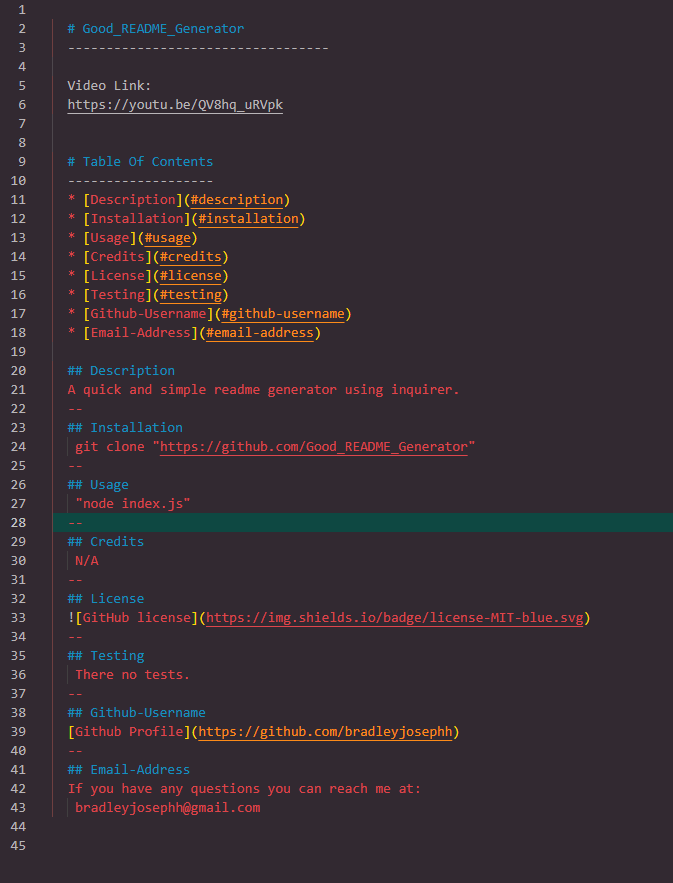 1
2 # Good_README_Generator
3 ----------------------------------
4
5 Video Link:
6 https://youtu.be/QV8hq_uRVpk
7
8
9 # Table Of Contents
10 -------------------
11 * [Description](#description)
12 * [Installation](#installation)
13 * [Usage](#usage)
14 * [Credits](#credits)
15 * [License](#license)
16 * [Testing](#testing)
17 * [Github-Username](#github-username)
18 * [Email-Address](#email-address)
19
20 ## Description
21 A quick and simple readme generator using inquirer.
22 --
23 ## Installation
24 git clone "https://github.com/Good_README_Generator"
25 --
26 ## Usage
27 "node index.js"
28 --
29 ## Credits
30 N/A
31 --
32 ## License
33 ![GitHub license](https://img.shields.io/badge/license-MIT-blue.svg)
34 --
35 ## Testing
36 There no tests.
37 --
38 ## Github-Username
39 [Github Profile](https://github.com/bradleyjosephh)
40 --
41 ## Email-Address
42 If you have any questions you can reach me at:
43 bradleyjosephh@gmail.com
44
45